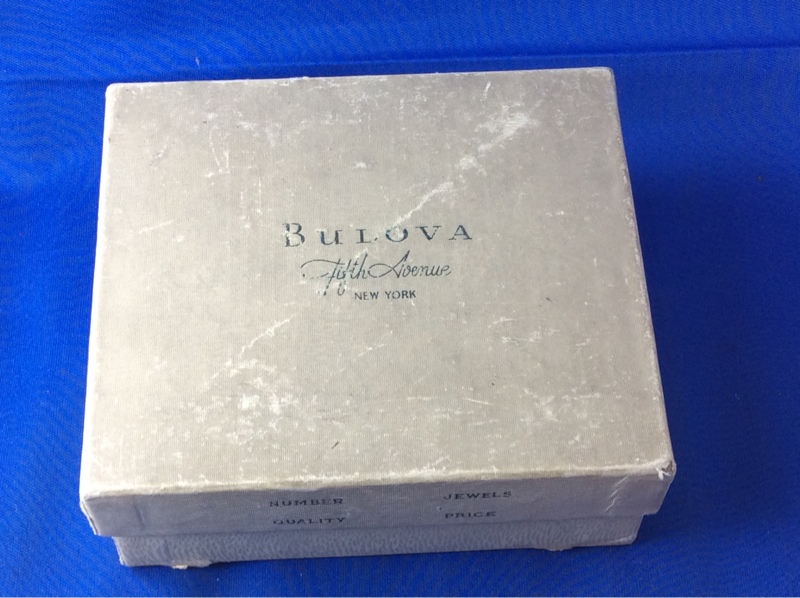 BULOVA
Fifth Avenue
NEW YORK
NUMBER JEWELS
QUALITY PRICE